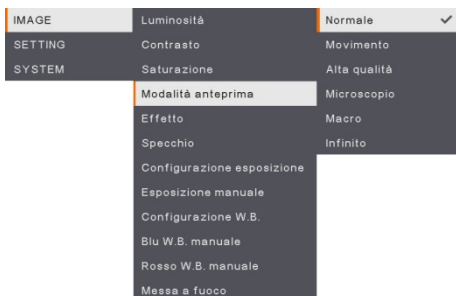 IMAGE
SETTING
SYSTEM
Luminosità
Contrasto
Saturazione
Modalità anteprima
Effetto
Specchio
Configurazione esposizione
Esposizione manuale
Configurazione W.B.
Blu W.B. manuale
Rosso W.B. manuale
Messa a fuoco
Normale
Movimento
Alta qualità
Microscopio
Macro
Infinito